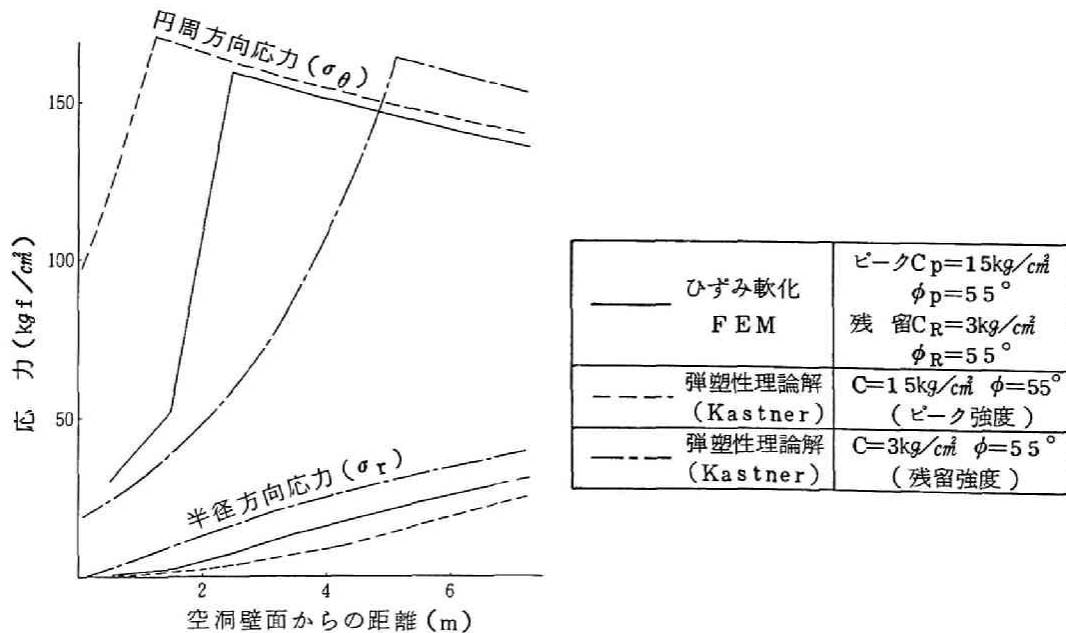 円周方向応力(σθ)
150
100
50
応力(kgf/cm²)
半径方向応力(σr)
2
4
6
空洞壁面からの距離(m)
ひずみ軟化
FEM
ピークCp=15kg/cm²
φp=55°
残 留CR=3kg/cm²
φR=55°
弾塑性理論解
(Kastner)
C=15kg/cm² φ=55°
(ピーク強度)
弾塑性理論解
(Kastner)
C=3kg/cm² φ=55°
(残留強度)